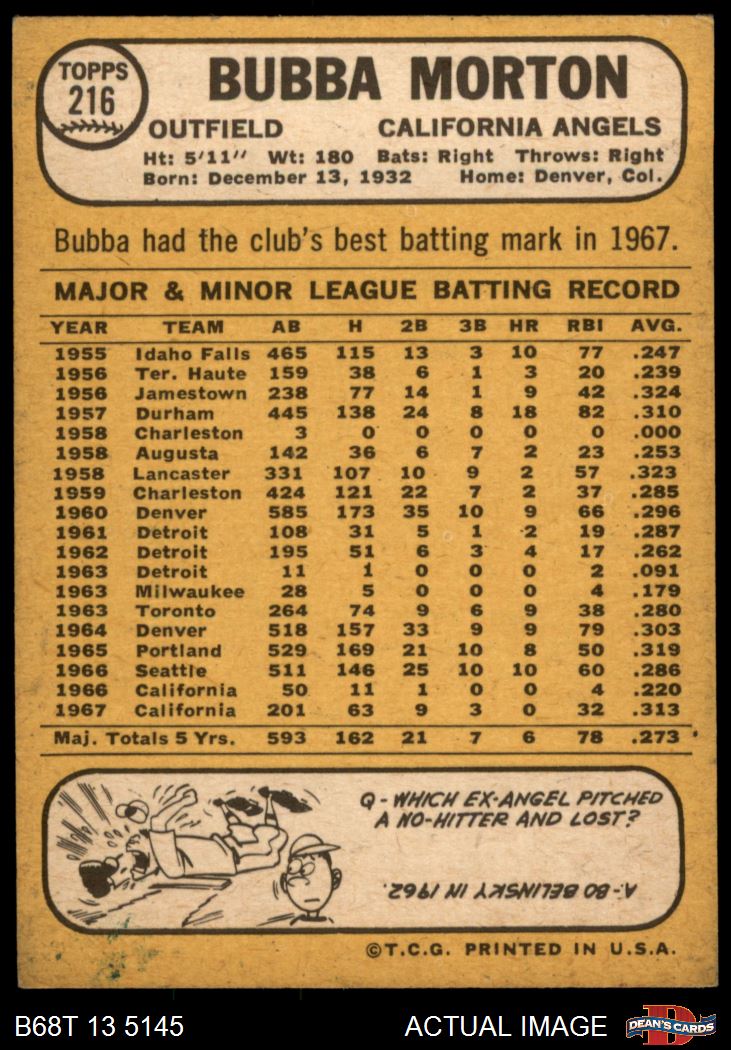 TOPPS
216
BUBBA MORTON
OUTFIELD CALIFORNIA ANGELS
Ht: 5'11" Wt: 180 Bats: Right Throws: Right
Born: December 13, 1932 Home: Denver, Col.
Bubba had the club's best batting mark in 1967.
MAJOR & MINOR LEAGUE BATTING RECORD
YEAR TEAM AB H 2B 3B HR RBI AVG.
1955 Idaho Falls 465 115 13 3 10 77 .247
1956 Ter. Haute 159 38 6 1 3 20 .239
1956 Jamestown 238 77 14 1 9 42 .324
1957 Durham 445 138 24 8 18 82 .310
1958 Charleston 3 0 0 0 0 0 .000
1958 Augusta 142 36 6 7 2 23 .253
1958 Lancaster 331 107 10 9 2 57 .323
1959 Charleston 424 121 22 7 2 37 .285
1960 Denver 585 173 35 10 9 66 .296
1961 Detroit 108 31 5 1 2 19 .287
1962 Detroit 195 51 6 3 4 17 .262
1963 Detroit 11 1 0 0 0 2 .091
1963 Milwaukee 28 5 0 0 0 4 .179
1963 Toronto 264 74 9 6 9 38 .280
1964 Denver 518 157 33 9 9 79 .303
1965 Portland 529 169 21 10 8 50 .319
1966 Seattle 511 146 25 10 10 60 .286
1966 California 50 11 1 0 0 4 .220
1967 California 201 63 9 3 0 32 .313
Maj. Totals 5 Yrs. 593 162 21 7 6 78 .273
Q - WHICH EX-ANGEL PITCHED
A NO-HITTER AND LOST?
A-BO BELINSKY IN 1962.
©T.C.G. PRINTED IN U.S.A.
B68T 13 5145 ACTUAL IMAGE
D
DEAN'S CARDS